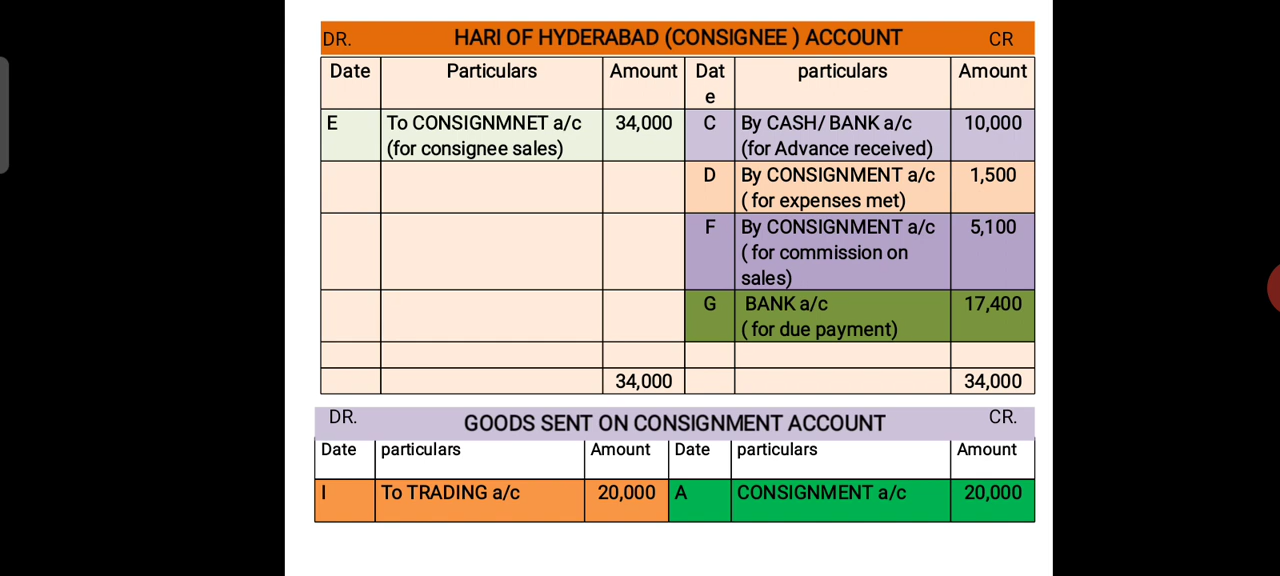 DR. HARI OF HYDERABAD (CONSIGNEE ) ACCOUNT CR
Date Particulars Amount Dat particulars Amount
e
E To CONSIGNMNET a/c 34,000 C By CASH/ BANK a/c 10,000
(for consignee sales) (for Advance received)
D By CONSIGNMENT a/c 1,500
( for expenses met)
F By CONSIGNMENT a/c 5,100
( for commission on
sales)
G BANK a/c 17,400
( for due payment)
34,000 34,000
DR. GOODS SENT ON CONSIGNMENT ACCOUNT CR.
Date particulars Amount Date particulars Amount
I To TRADING a/c 20,000 A CONSIGNMENT a/c 20,000